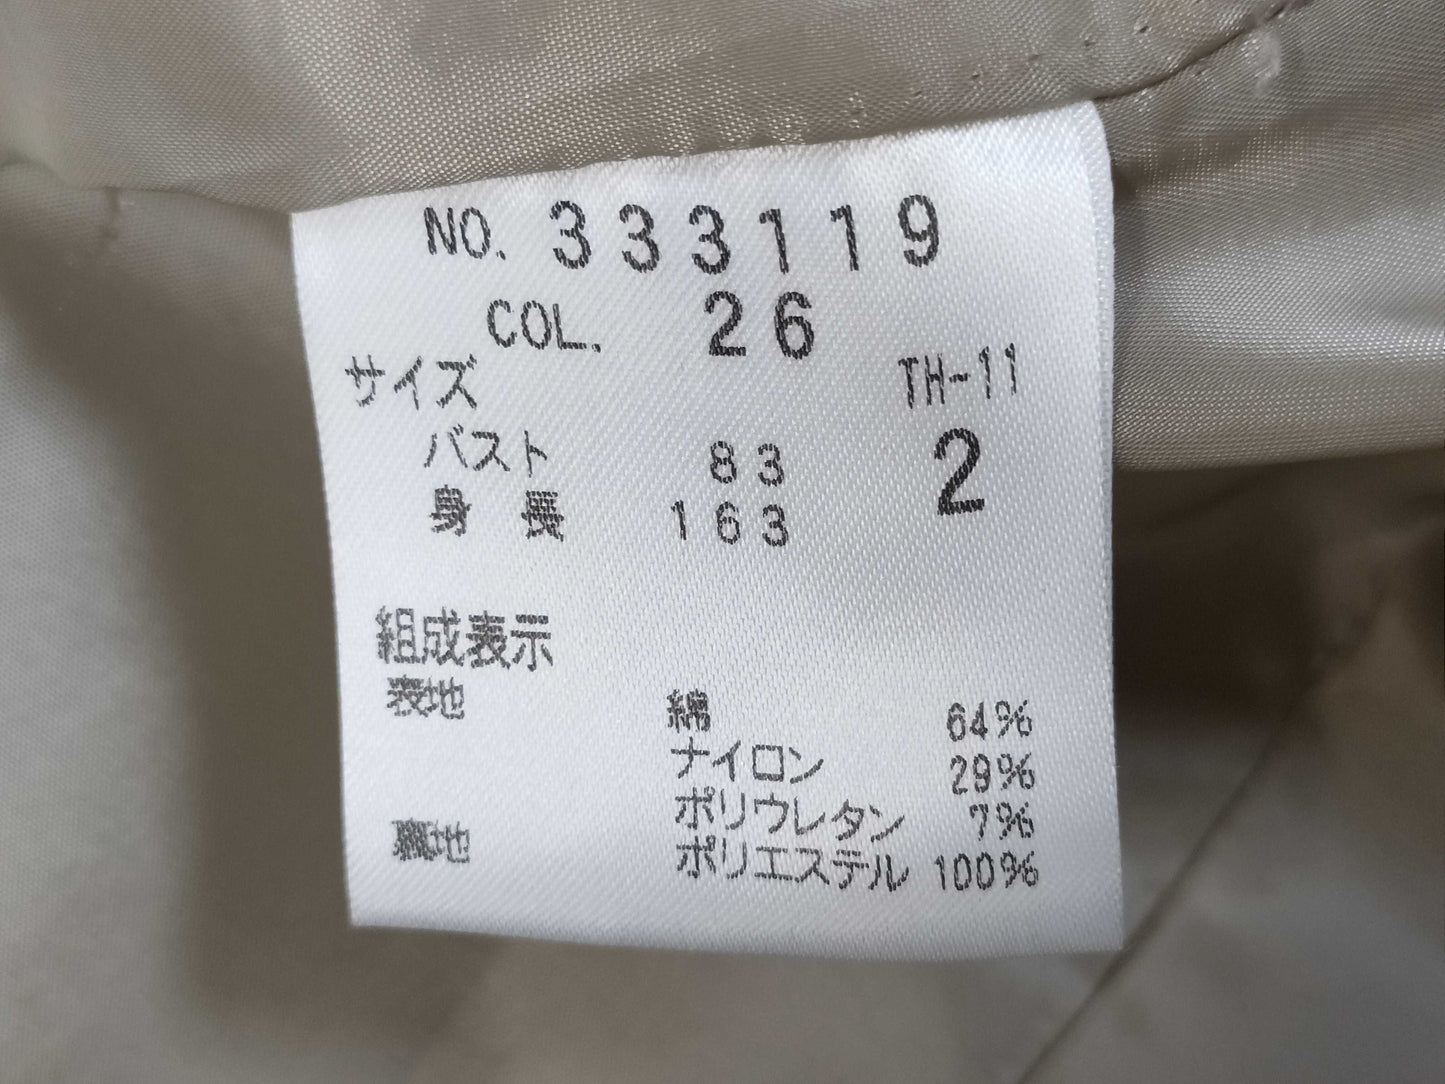 NO. 333119
COL. 26
サイズ TH-11
バスト 83 2
身長 163
組成表示
表地 綿 64%
ナイロン 29%
ポリウレタン 7%
裏地 ポリエステル 100%